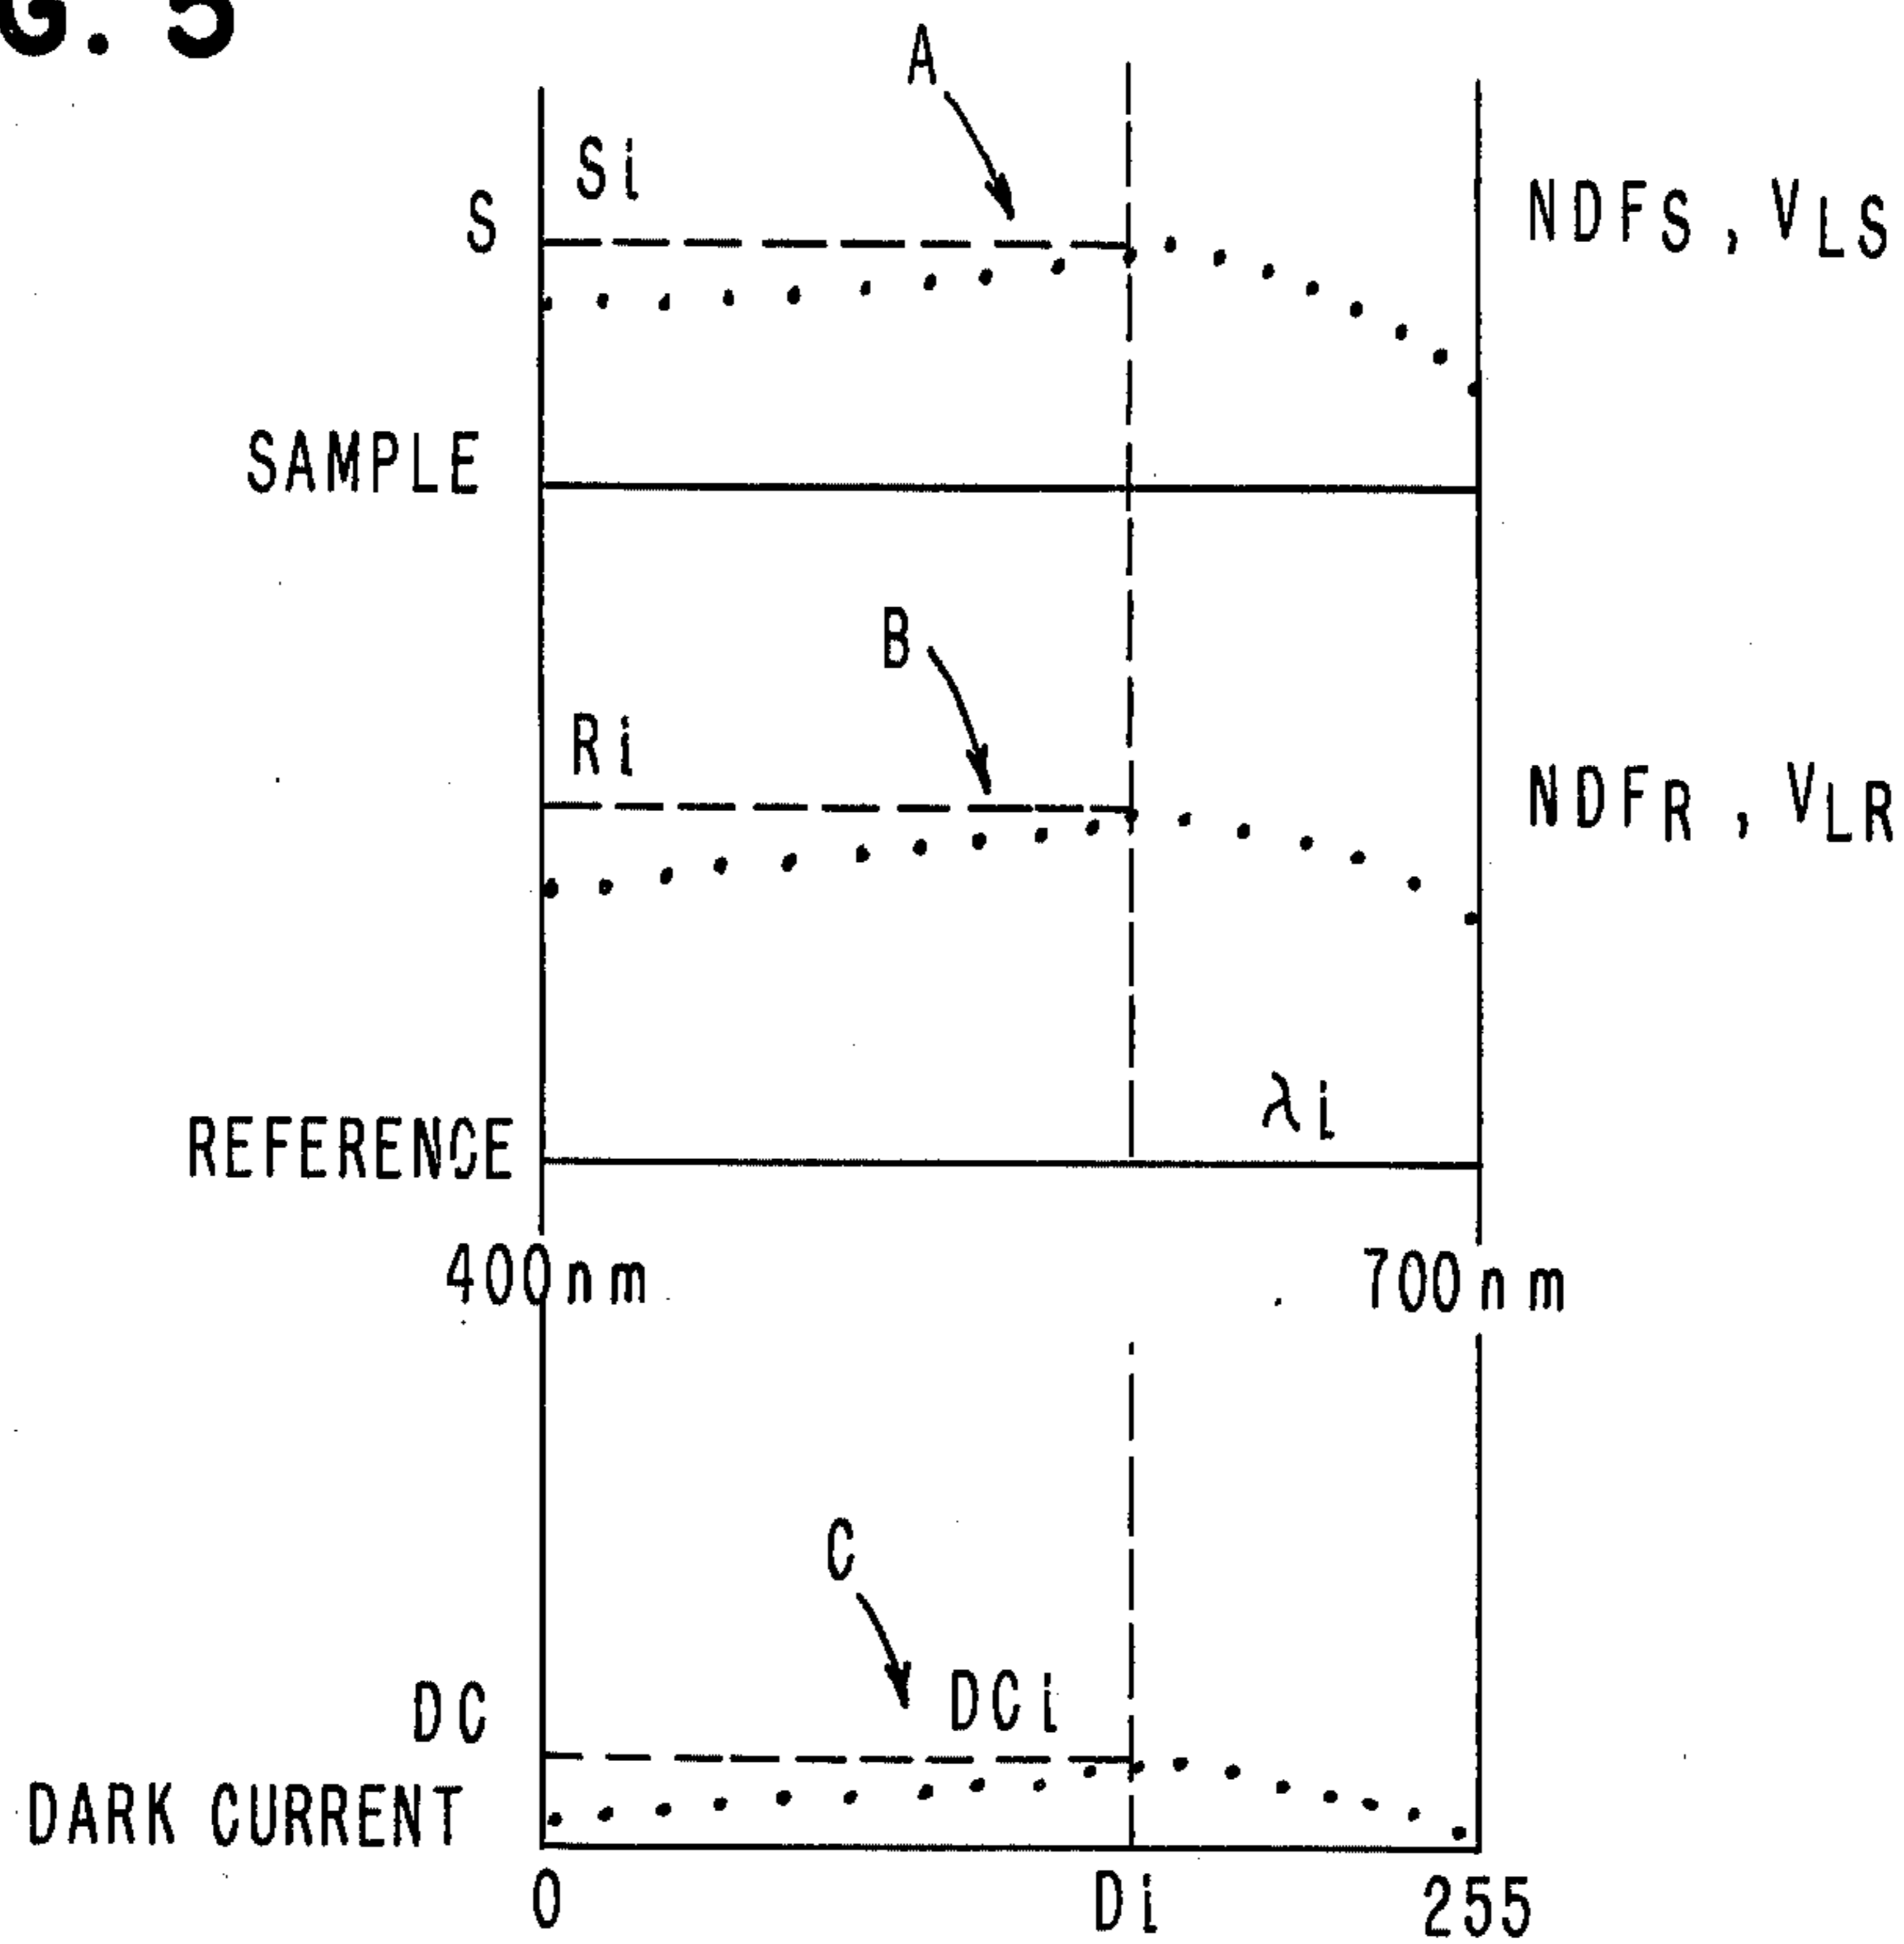 G. 5
A
Si
S
NDFS, VLS
SAMPLE
B
Ri
NDFR, VLR
λi
REFERENCE
400nm
700nm
C
DC
DCi
DARK CURRENT
0
Di
255